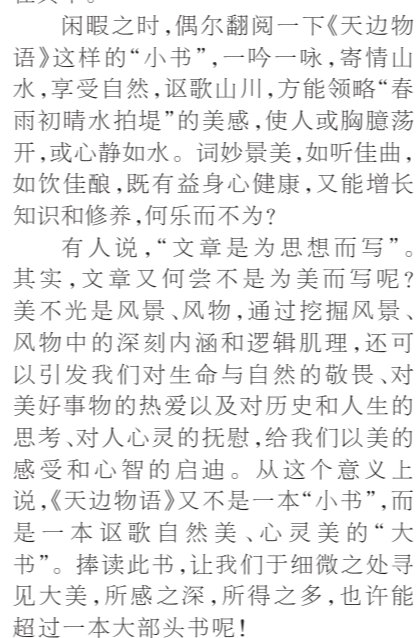 闲暇之时，偶尔翻阅一下《天边物
语》这样的“小书”，一吟一咏，寄情山
水，享受自然，讴歌山川，方能领略“春
雨初晴水拍堤”的美感，使人或胸臆荡
开，或心静如水。词妙景美，如听佳曲，
如饮佳酿，既有益身心健康，又能增长
知识和修养，何乐而不为？
有人说，“文章是为思想而写”。
其实，文章又何尝不是为美而写呢？
美不光是风景、风物，通过挖掘风景、
风物中的深刻内涵和逻辑肌理，还可
以引发我们对生命与自然的敬畏、对
美好事物的热爱以及对历史和人生的
思考、对人心灵的抚慰，给我们以美的
感受和心智的启迪。从这个意义上
说，《天边物语》又不是一本“小书”，而
是一本讴歌自然美、心灵美的“大
书”。捧读此书，让我们于细微之处寻
见大美，所感之深，所得之多，也许能
超过一本大部头书呢！